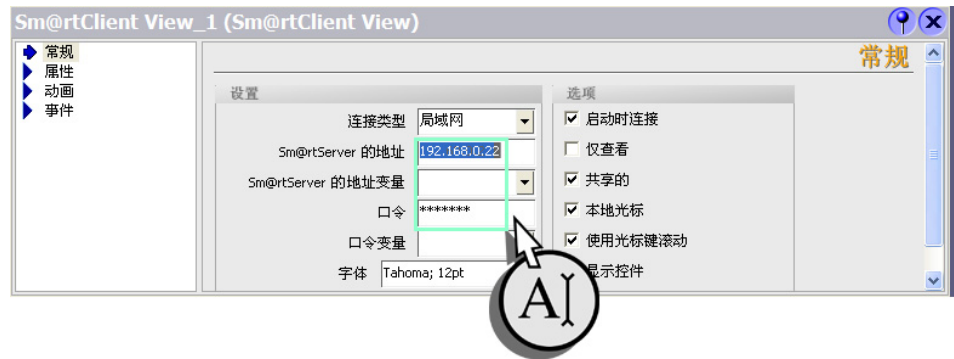 Sm@rtClient View_1 (Sm@rtClient View)
常规
属性
动画
事件
常规
设置
选项
连接类型 局域网
启动时连接
Sm@rtServer 的地址 192.168.0.22
仅查看
Sm@rtServer 的地址变量
共享的
口令 *******
本地光标
口令变量
使用光标键滚动
字体 Tahoma; 12pt
显示控件
A